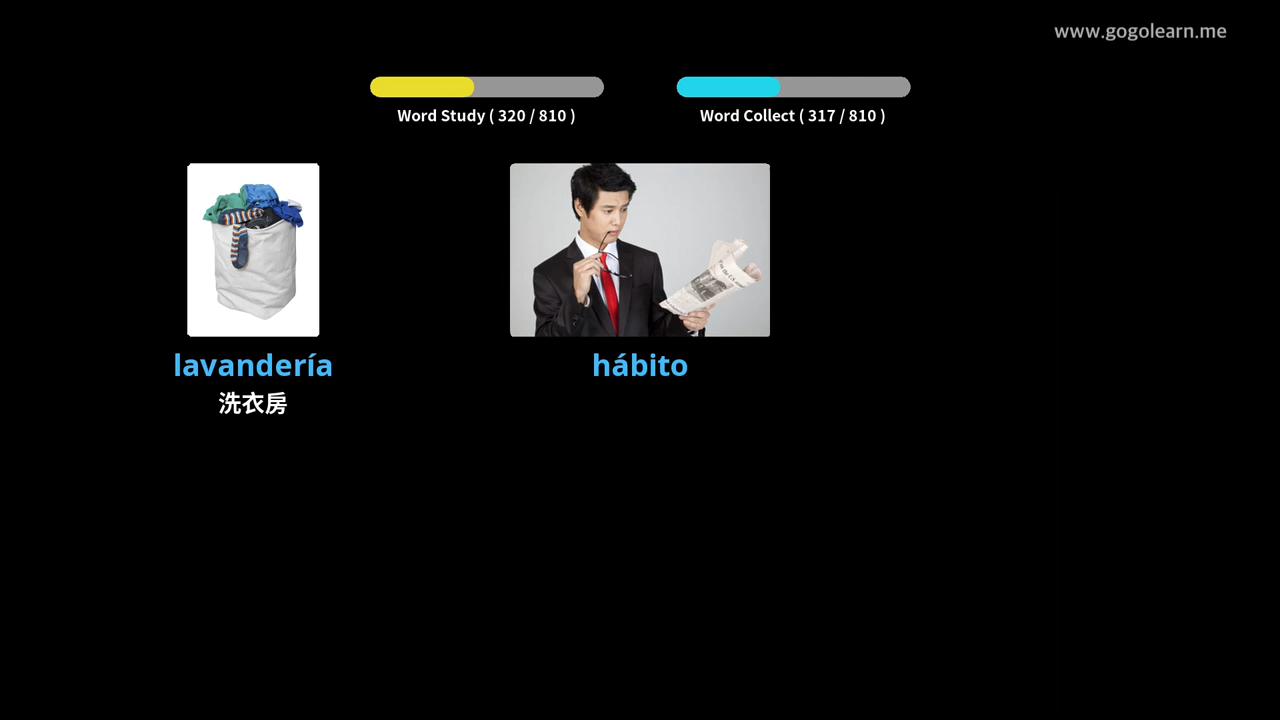 www.gogolearn.me
Word Study ( 320 / 810 )
Word Collect ( 317 / 810 )
lavandería
洗衣房
hábito